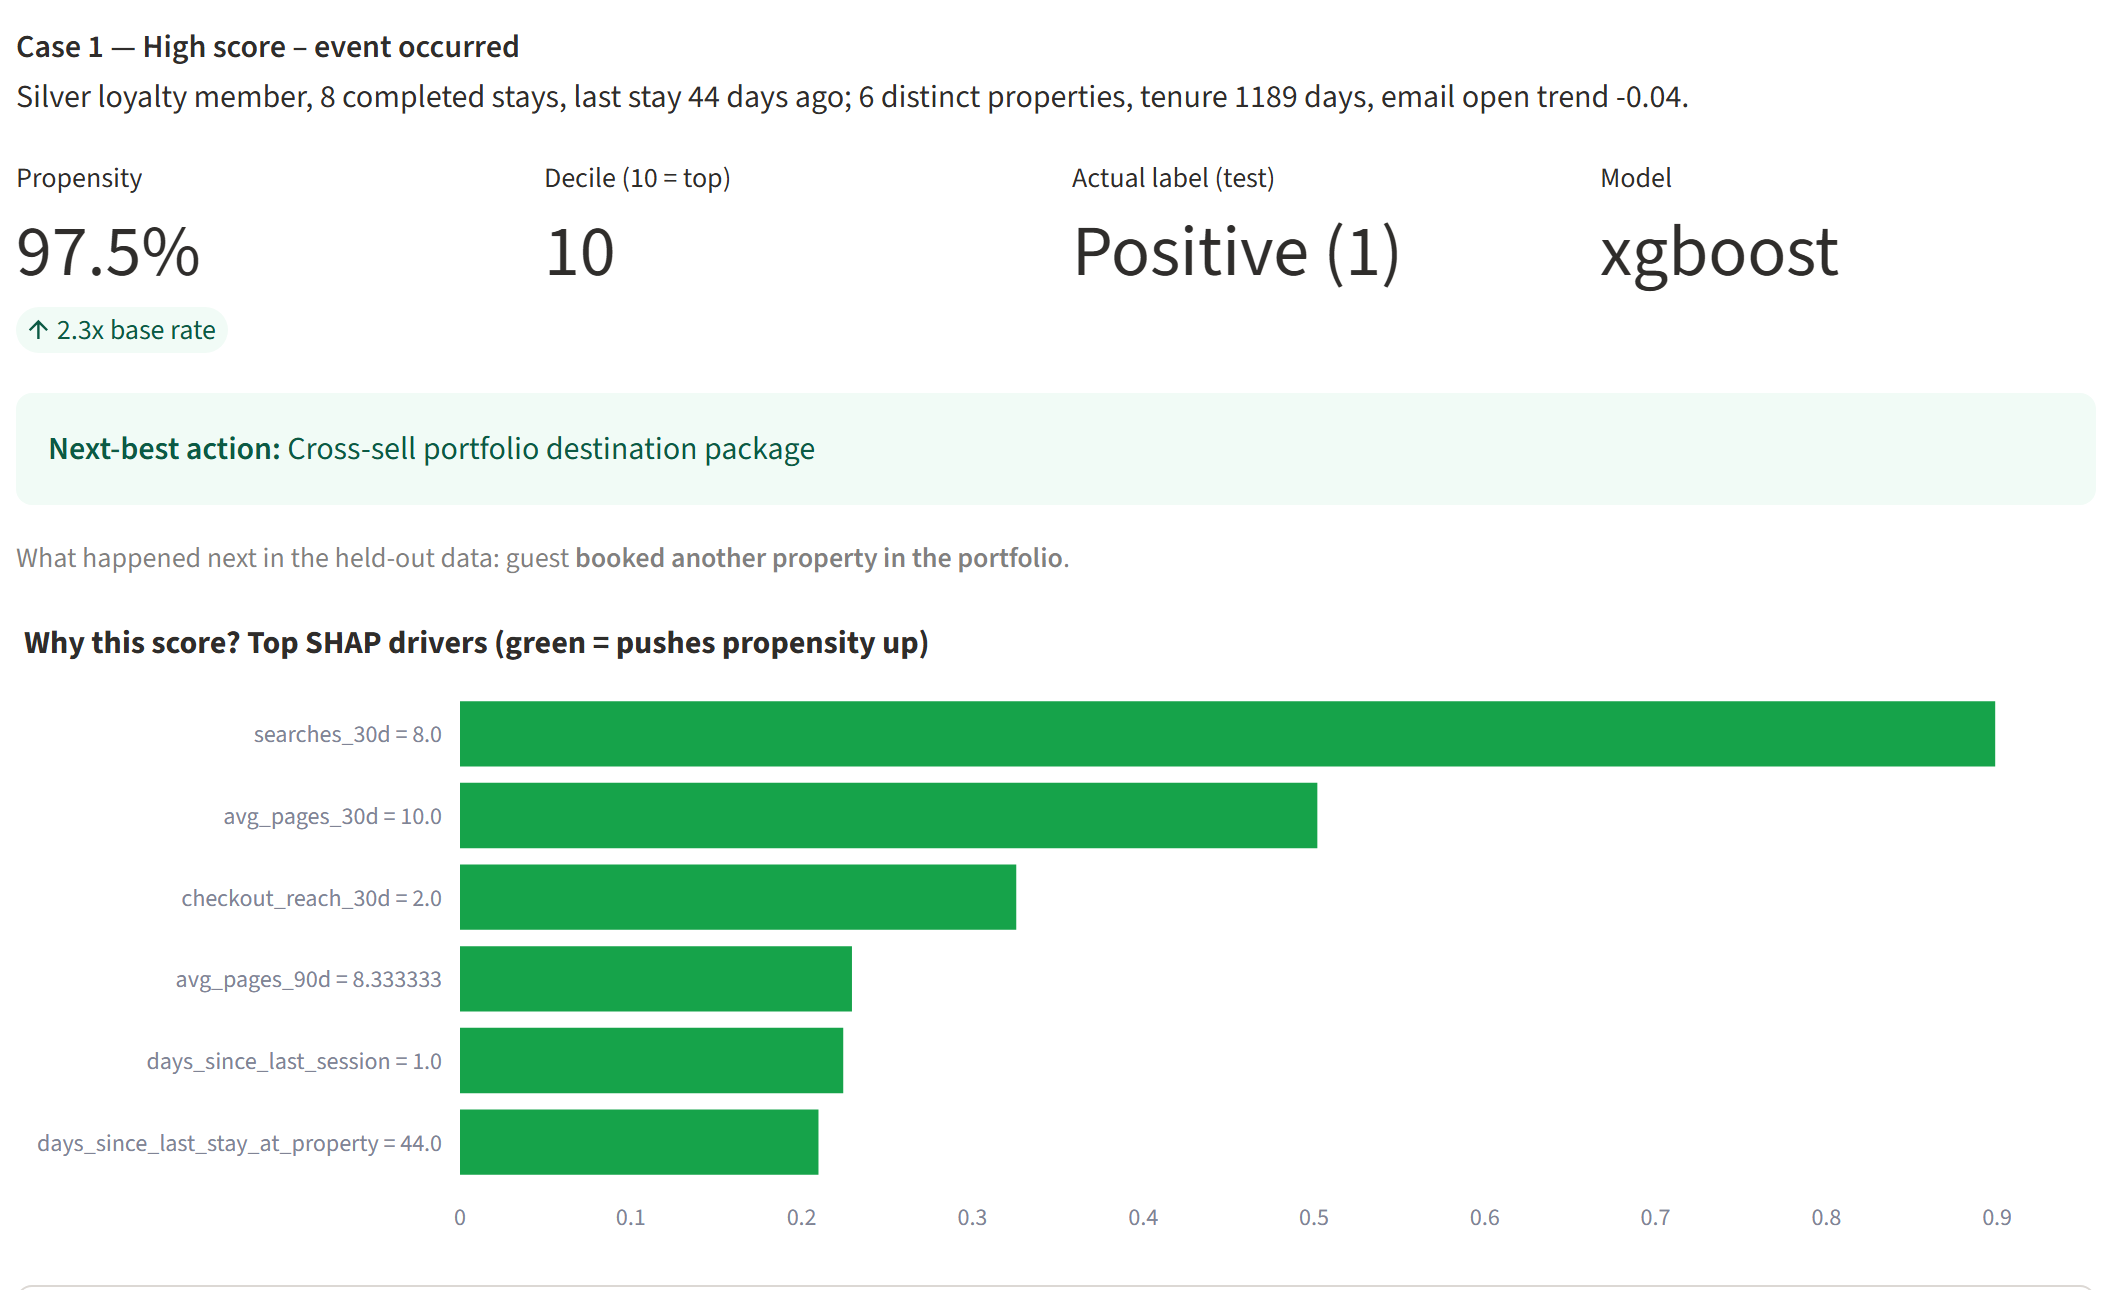 Case 1 — High score – event occurred
Silver loyalty member, 8 completed stays, last stay 44 days ago; 6 distinct properties, tenure 1189 days, email open trend -0.04.
Propensity
Decile (10 = top)
Actual label (test)
Model
97.5%
10
Positive (1)
xgboost
↑ 2.3x base rate
Next-best action: Cross-sell portfolio destination package
What happened next in the held-out data: guest booked another property in the portfolio.
Why this score? Top SHAP drivers (green = pushes propensity up)
searches_30d = 8.0
avg_pages_30d = 10.0
checkout_reach_30d = 2.0
avg_pages_90d = 8.333333
days_since_last_session = 1.0
days_since_last_stay_at_property = 44.0
0 0.1 0.2 0.3 0.4 0.5 0.6 0.7 0.8 0.9